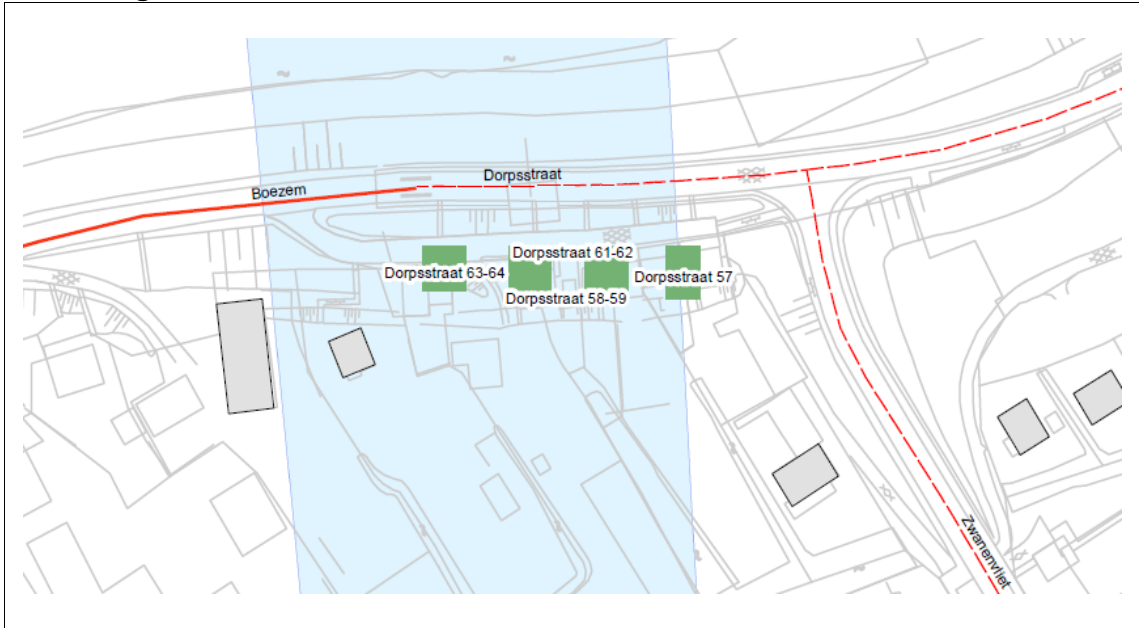 Dorpsstraat
Boezem
Dorpsstraat 61-62
Dorpsstraat 63-64
Dorpsstraat 57
Dorpsstraat 58-59
Zwanenvliet